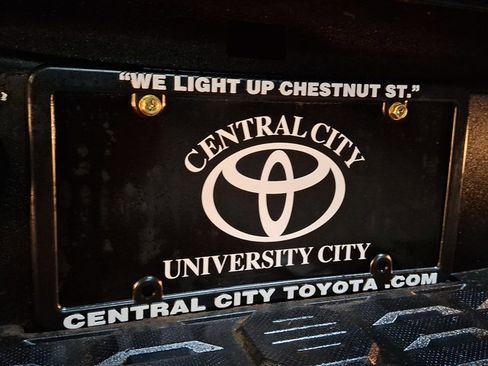 “WE LIGHT UP CHESTNUT ST.”
CENTRAL CITY
UNIVERSITY CITY
CENTRAL CITY TOYOTA .COM